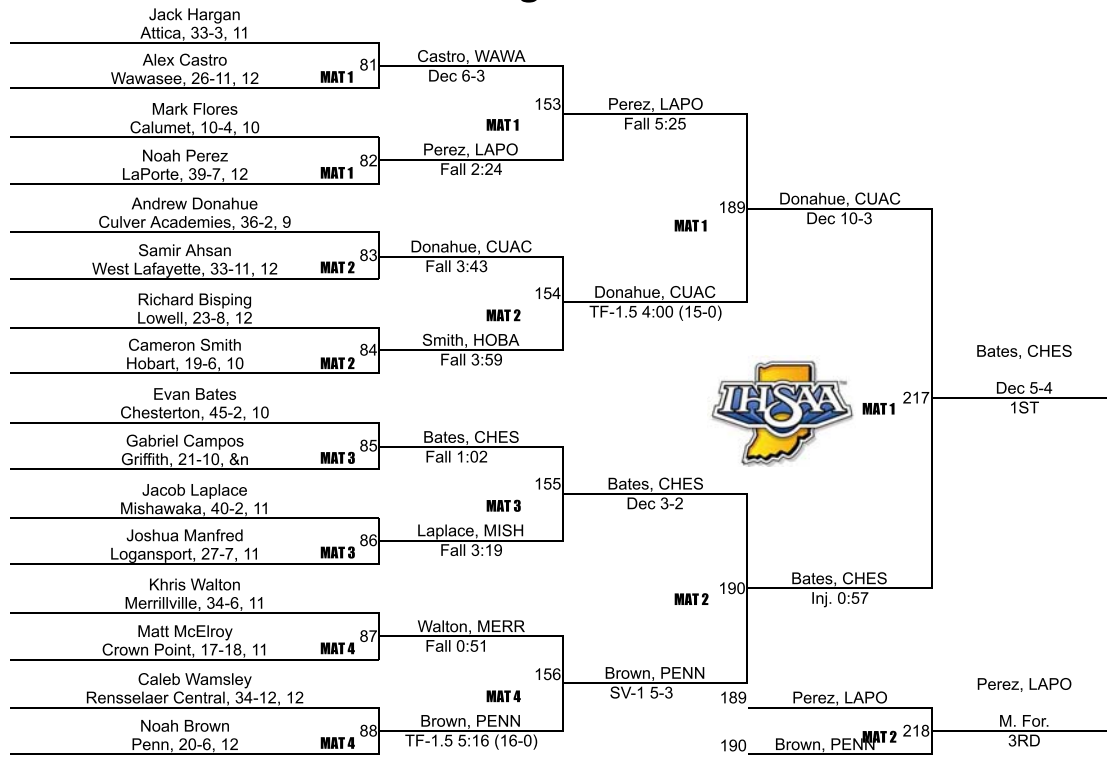 Jack Hargan
Attica, 33-3, 11
Alex Castro
Wawasee, 26-11, 12
MAT 1
81
Castro, WAWA
Dec 6-3
Mark Flores
Calumet, 10-4, 10
Noah Perez
LaPorte, 39-7, 12
MAT 1
82
Perez, LAPO
Fall 2:24
153
MAT 1
Perez, LAPO
Fall 5:25
Andrew Donahue
Culver Academies, 36-2, 9
Samir Ahsan
West Lafayette, 33-11, 12
MAT 2
83
Donahue, CUAC
Fall 3:43
Richard Bisping
Lowell, 23-8, 12
Cameron Smith
Hobart, 19-6, 10
MAT 2
84
Smith, HOBA
Fall 3:59
154
MAT 2
Donahue, CUAC
TF-1.5 4:00 (15-0)
189
MAT 1
Donahue, CUAC
Dec 10-3
Evan Bates
Chesterton, 45-2, 10
Gabriel Campos
Griffith, 21-10, &n
MAT 3
85
Bates, CHES
Fall 1:02
Jacob Laplace
Mishawaka, 40-2, 11
Joshua Manfred
Logansport, 27-7, 11
MAT 3
86
Laplace, MISH
Fall 3:19
155
MAT 3
Bates, CHES
Dec 3-2
Khris Walton
Merrillville, 34-6, 11
Matt McElroy
Crown Point, 17-18, 11
MAT 4
87
Walton, MERR
Fall 0:51
Caleb Wamsley
Rensselaer Central, 34-12, 12
Noah Brown
Penn, 20-6, 12
MAT 4
88
Brown, PENN
TF-1.5 5:16 (16-0)
156
MAT 4
Brown, PENN
SV-1 5-3
190
MAT 2
Bates, CHES
Inj. 0:57
IHSAA
MAT 1
217
Bates, CHES
Dec 5-4
1ST
189
Perez, LAPO
190
Brown, PENN
MAT 2
218
Perez, LAPO
M. For.
3RD